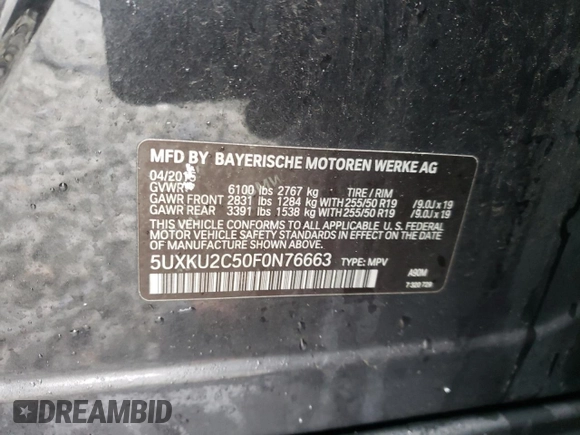 MFD BY BAYERISCHE MOTOREN WERKE AG
04/2015
GVWR 6100 lbs 2767 kg TIRE / RIM
GAWR FRONT 2831 lbs 1284 kg WITH 255/50 R19 /9.0J x 19
GAWR REAR 3391 lbs 1538 kg WITH 255/50 R19 /9.0J x 19
THIS VEHICLE CONFORMS TO ALL APPLICABLE U.S. FEDERAL
MOTOR VEHICLE SAFETY STANDARDS IN EFFECT ON THE DATE OF
MANUFACTURE SHOWN ABOVE.
5UXKU2C50F0N76663 TYPE: MPV
A90M
DREAMBID